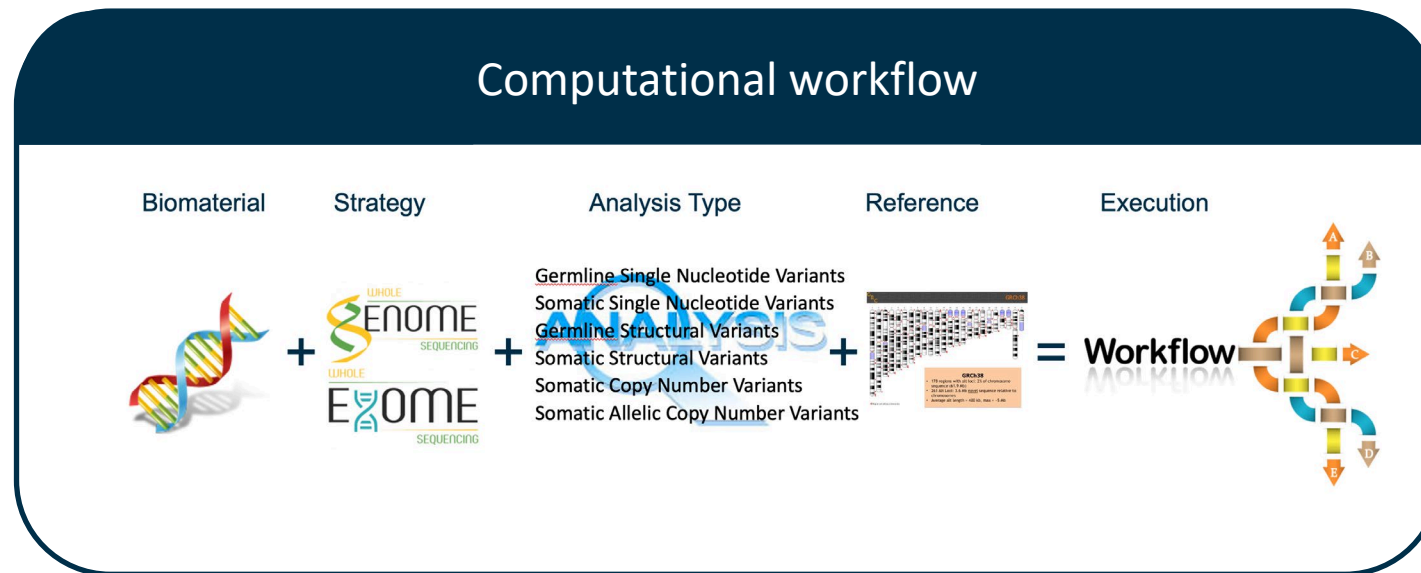 Computational workflow
Biomaterial
Strategy
Analysis Type
Reference
Execution
WHOLE
GENOME
SEQUENCING
WHOLE
EXOME
SEQUENCING
ANALYSIS
Germline Single Nucleotide Variants
Somatic Single Nucleotide Variants
Germline Structural Variants
Somatic Structural Variants
Somatic Copy Number Variants
Somatic Allelic Copy Number Variants
+
+
+
GRCh38
GRCh38
=
Workflow
A
B
C
D
E